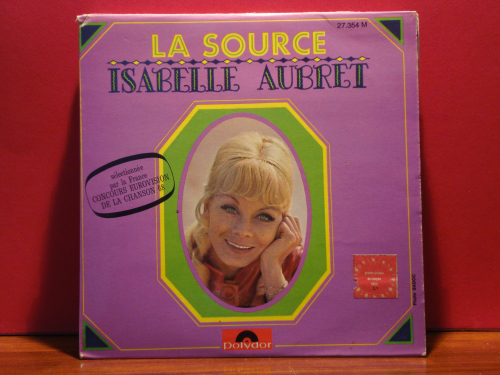 27.354 M
LA SOURCE
ISABELLE AUBRET
sélectionnée
par la France
CONCOURS EUROVISION
DE LA CHANSON 68
polydor